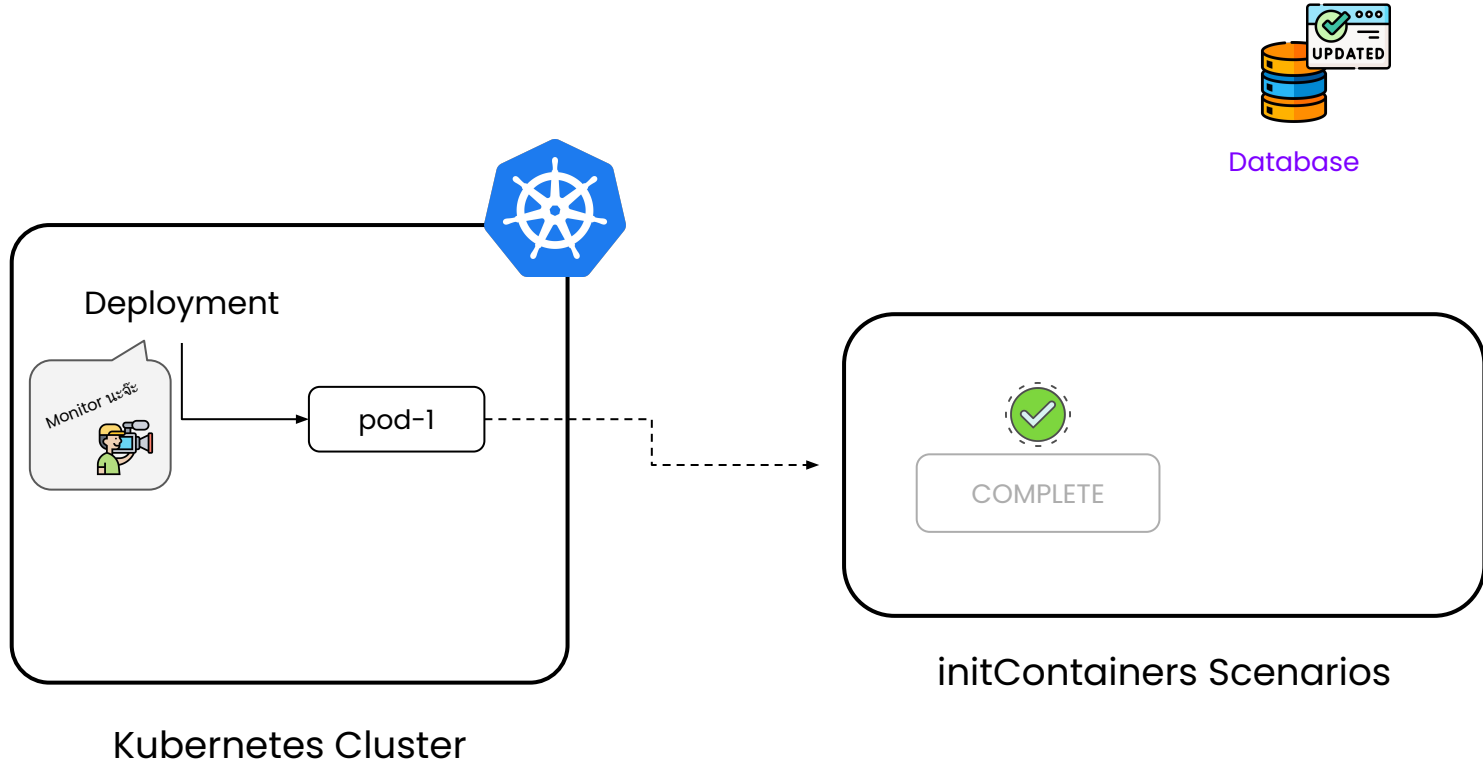 UPDATED
Database
Deployment
Monitor นะจ๊ะ
pod-1
COMPLETE
initContainers Scenarios
Kubernetes Cluster